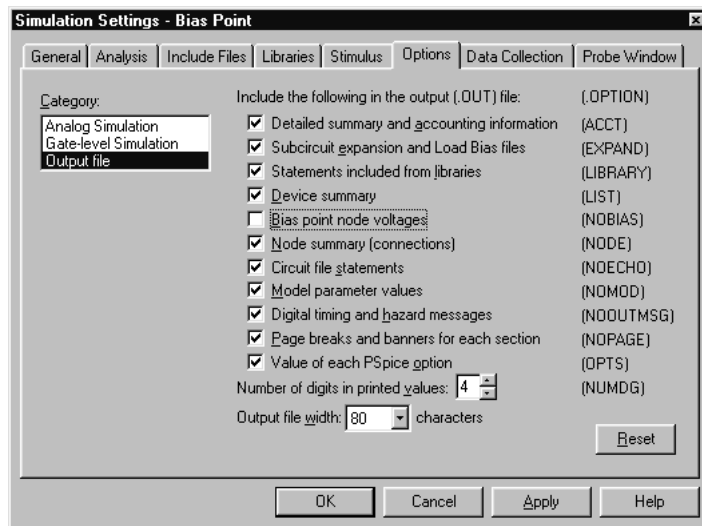 Simulation Settings - Bias Point
General Analysis Include Files Libraries Stimulus Options Data Collection Probe Window
Category:
Analog Simulation
Gate-level Simulation
Output file
Include the following in the output (.OUT) file: (.OPTION)
Detailed summary and accounting information (ACCT)
Subcircuit expansion and Load Bias files (EXPAND)
Statements included from libraries (LIBRARY)
Device summary (LIST)
Bias point node voltages (NOBIAS)
Node summary (connections) (NODE)
Circuit file statements (NOECHO)
Model parameter values (NOMOD)
Digital timing and hazard messages (NOOUTMSG)
Page breaks and banners for each section (NOPAGE)
Value of each PSpice option (OPTS)
Number of digits in printed values: 4 (NUMDG)
Output file width: 80 characters
Reset
OK Cancel Apply Help